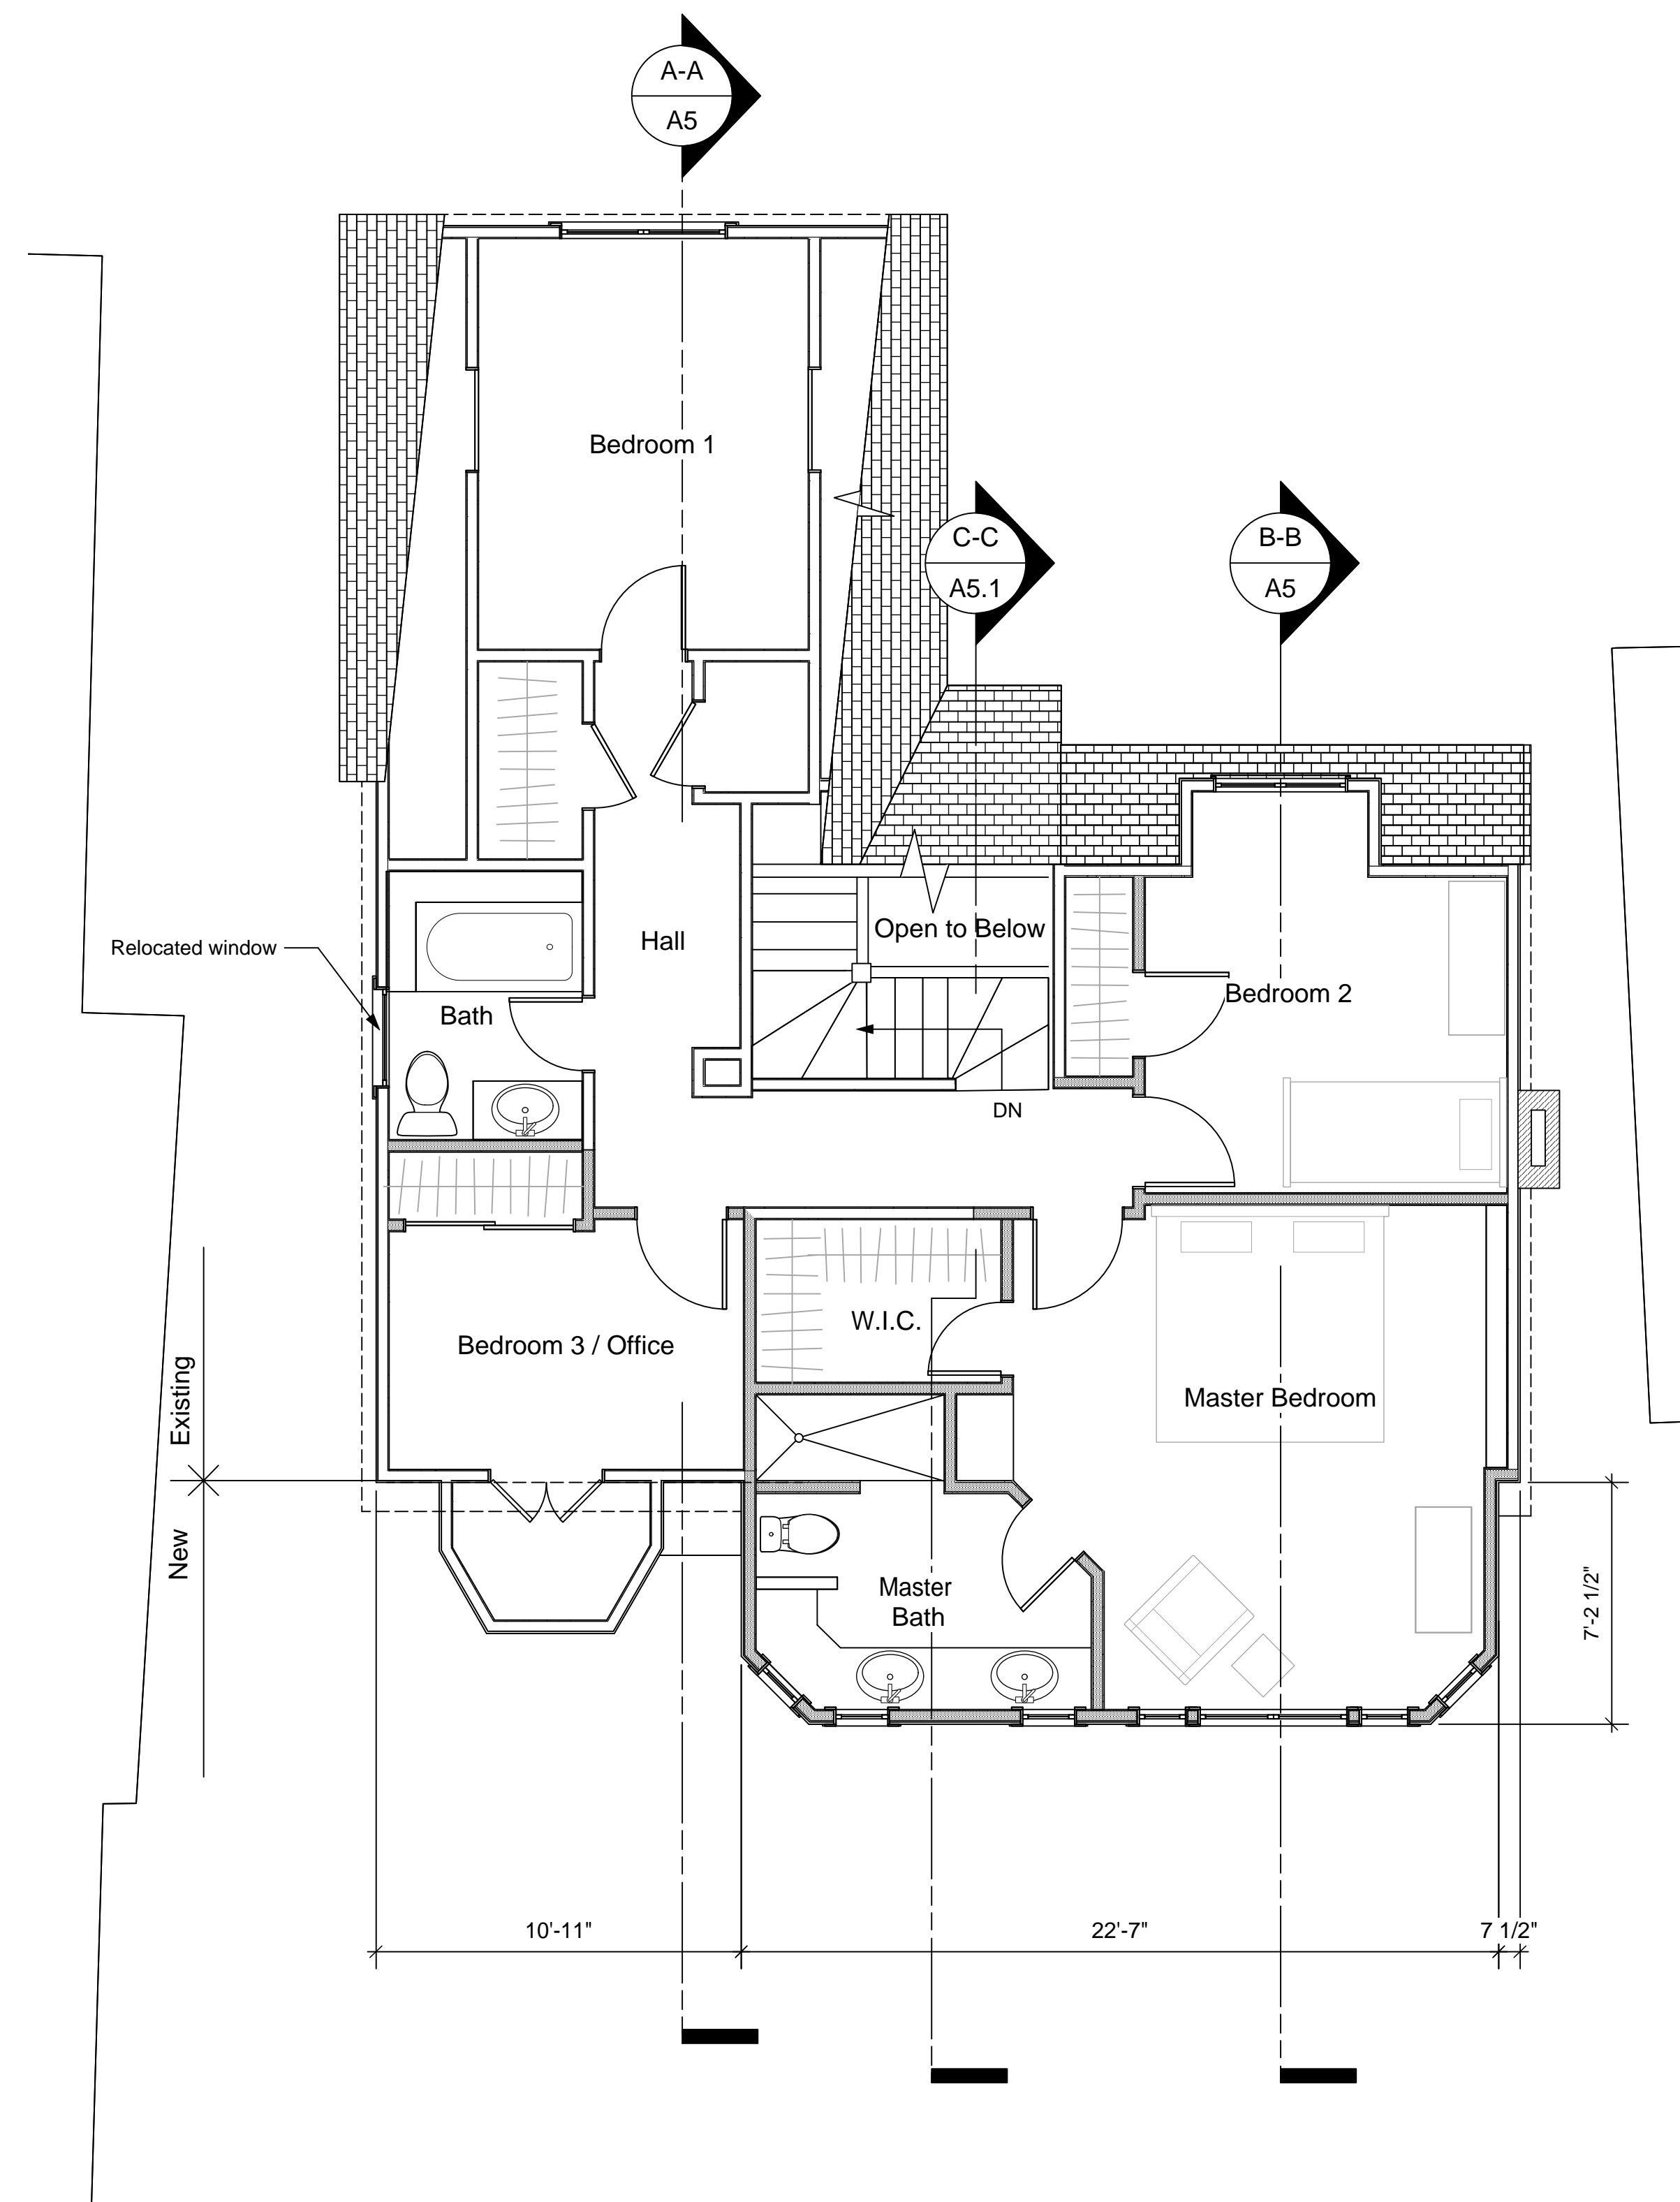 A-A
A5
Bedroom 1
C-C
A5.1
B-B
A5
Relocated window
Hall
Open to Below
Bath
Bedroom 2
DN
W.I.C.
Bedroom 3 / Office
Existing
Master Bedroom
New
Master
Bath
7'-2 1/2"
10'-11"
22'-7"
7 1/2"